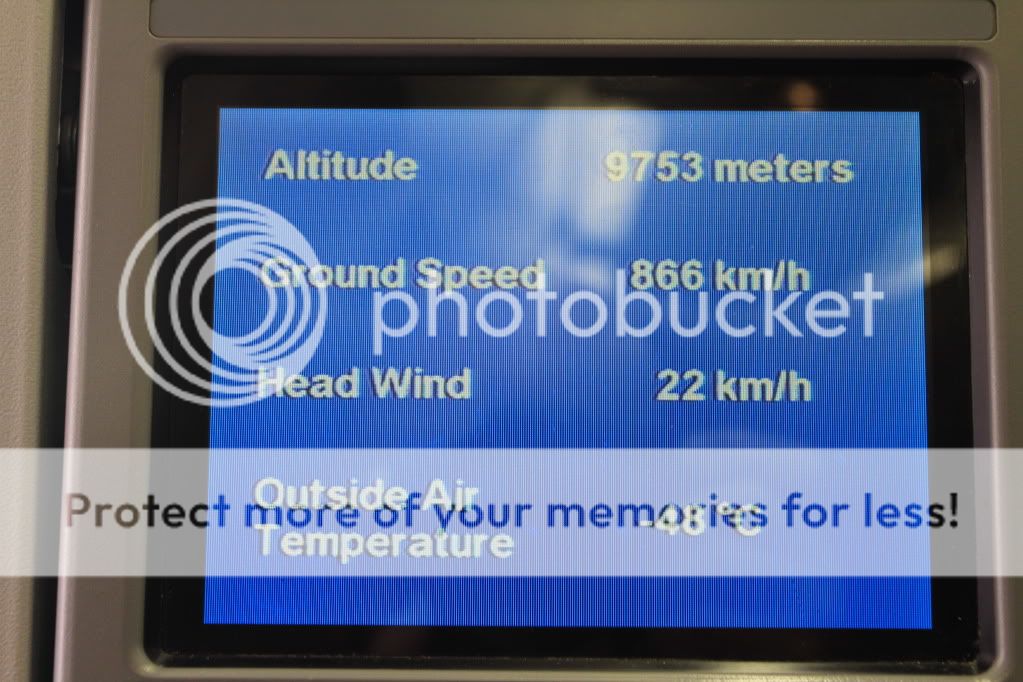 Altitude 9753 meters
Ground Speed 866 km/h
photobucket
Head Wind 22 km/h
Outside Air
Protect more of your memories for less!
Temperature -48 °C